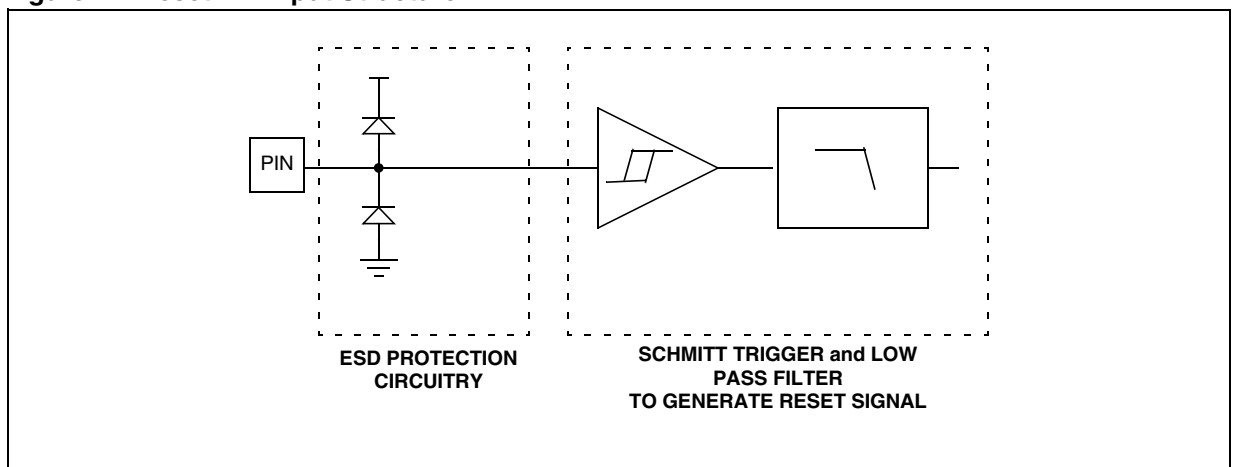 PIN
ESD PROTECTION
CIRCUITRY
SCHMITT TRIGGER and LOW
PASS FILTER
TO GENERATE RESET SIGNAL